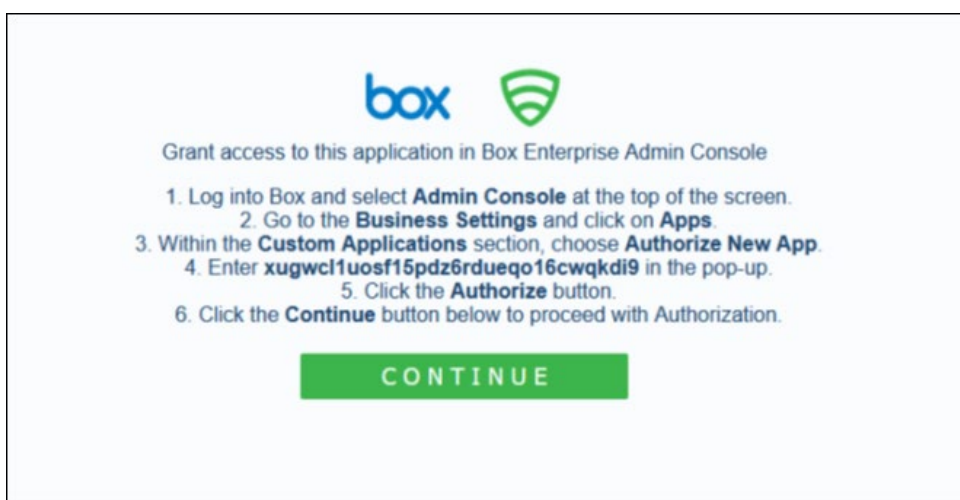 box
Grant access to this application in Box Enterprise Admin Console
1. Log into Box and select Admin Console at the top of the screen.
2. Go to the Business Settings and click on Apps.
3. Within the Custom Applications section, choose Authorize New App.
4. Enter xugwcl1uosf15pdz6rdueqo16cwqkdi9 in the pop-up.
5. Click the Authorize button.
6. Click the Continue button below to proceed with Authorization.
CONTINUE